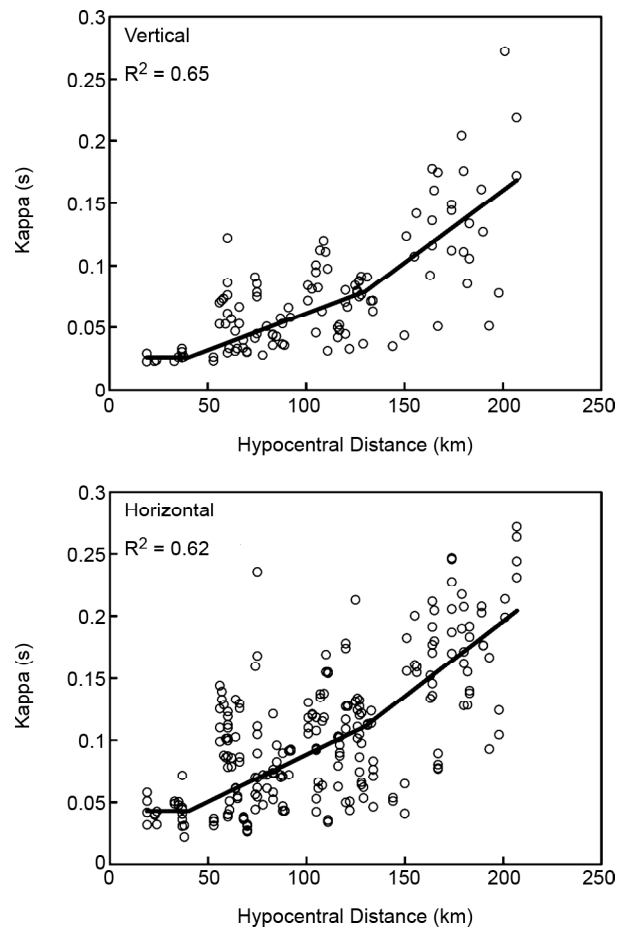 0.3
Vertical
R² = 0.65
0.25
0.2
Kappa (s)
0.15
0.1
0.05
0
0 50 100 150 200 250
Hypocentral Distance (km)
0.3
Horizontal
R² = 0.62
0.25
0.2
Kappa (s)
0.15
0.1
0.05
0
0 50 100 150 200 250
Hypocentral Distance (km)